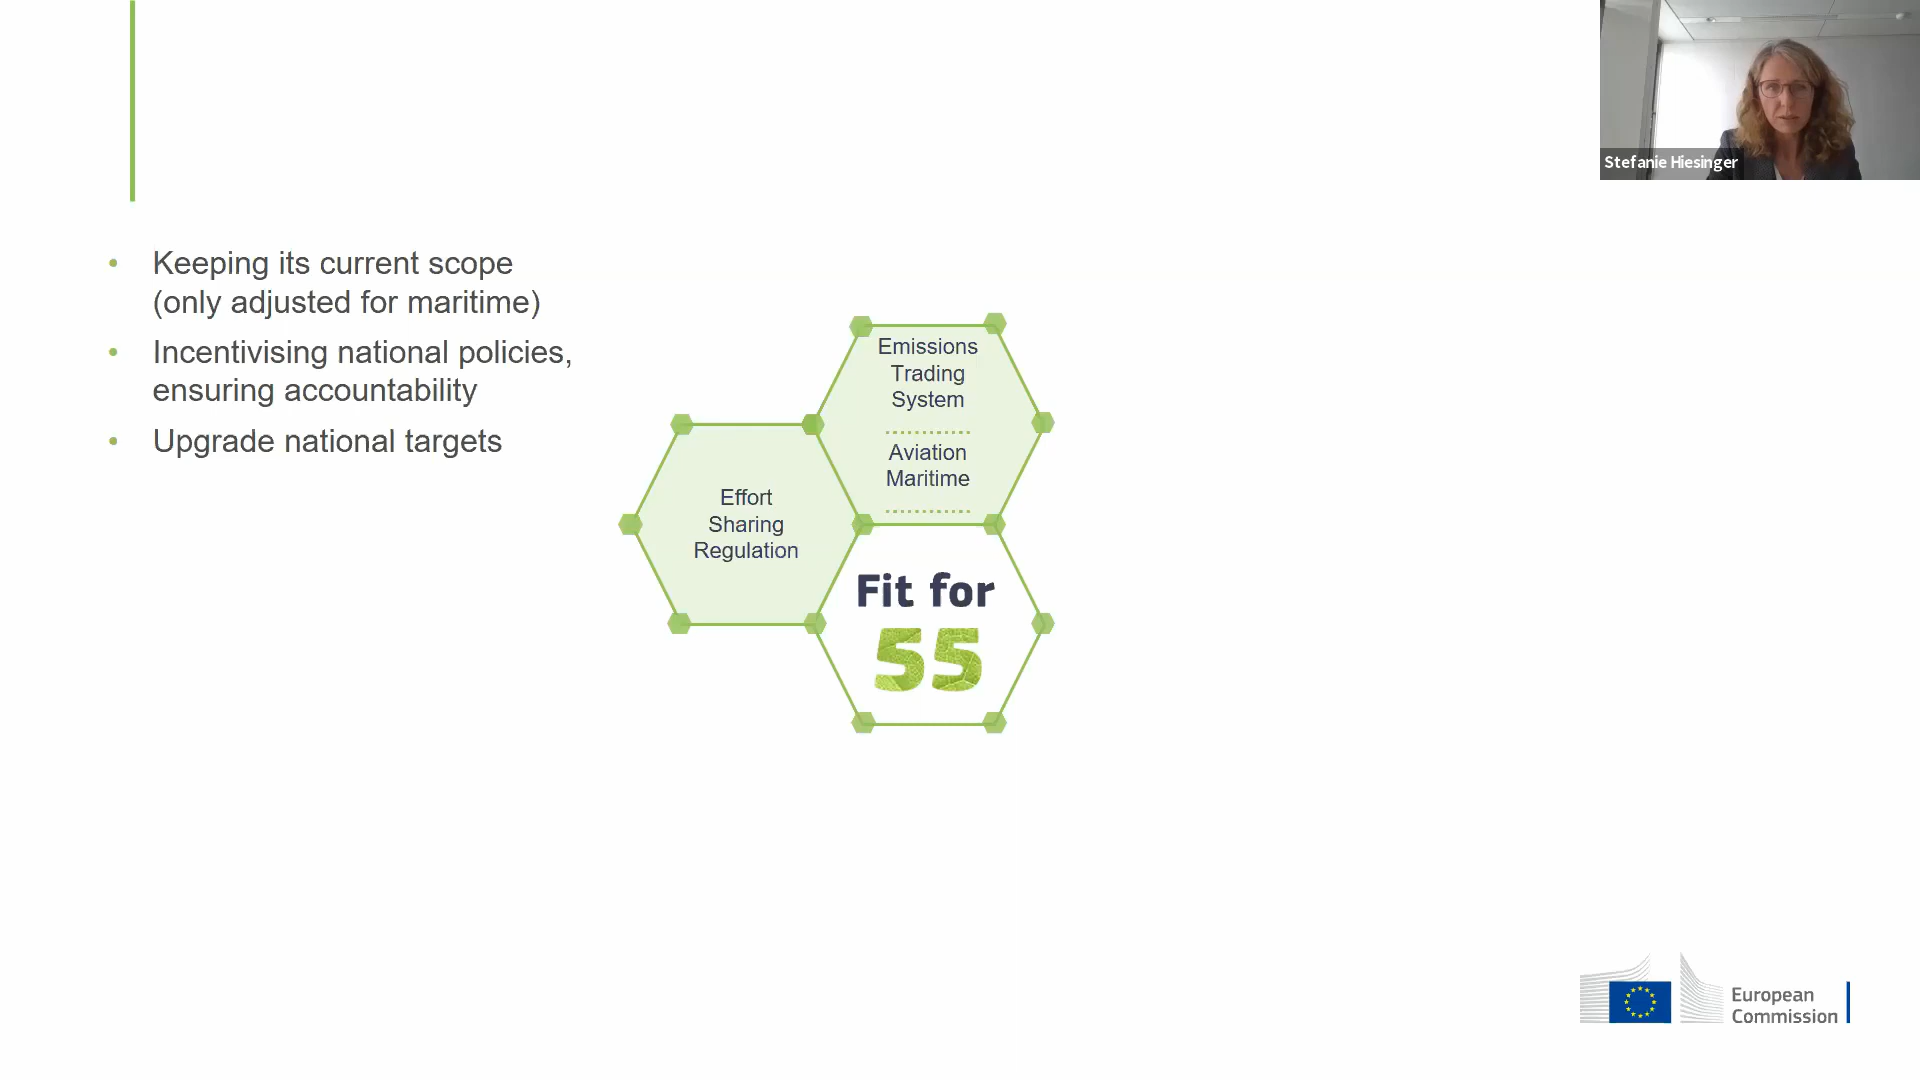 Stefanie Hiesinger
• Keeping its current scope
(only adjusted for maritime)
• Incentivising national policies,
ensuring accountability
• Upgrade national targets
Emissions
Trading
System
Aviation
Maritime
Effort
Sharing
Regulation
Fit for
55
European
Commission